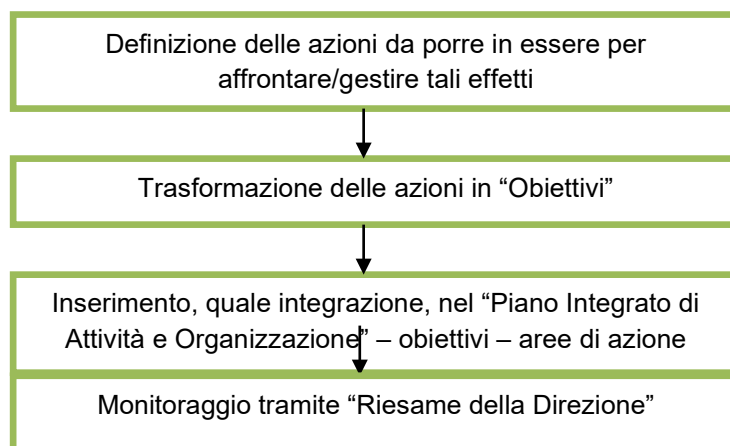 Definizione delle azioni da porre in essere per
affrontare/gestire tali effetti
Trasformazione delle azioni in “Obiettivi”
Inserimento, quale integrazione, nel “Piano Integrato di
Attività e Organizzazione” – obiettivi – aree di azione
Monitoraggio tramite “Riesame della Direzione”